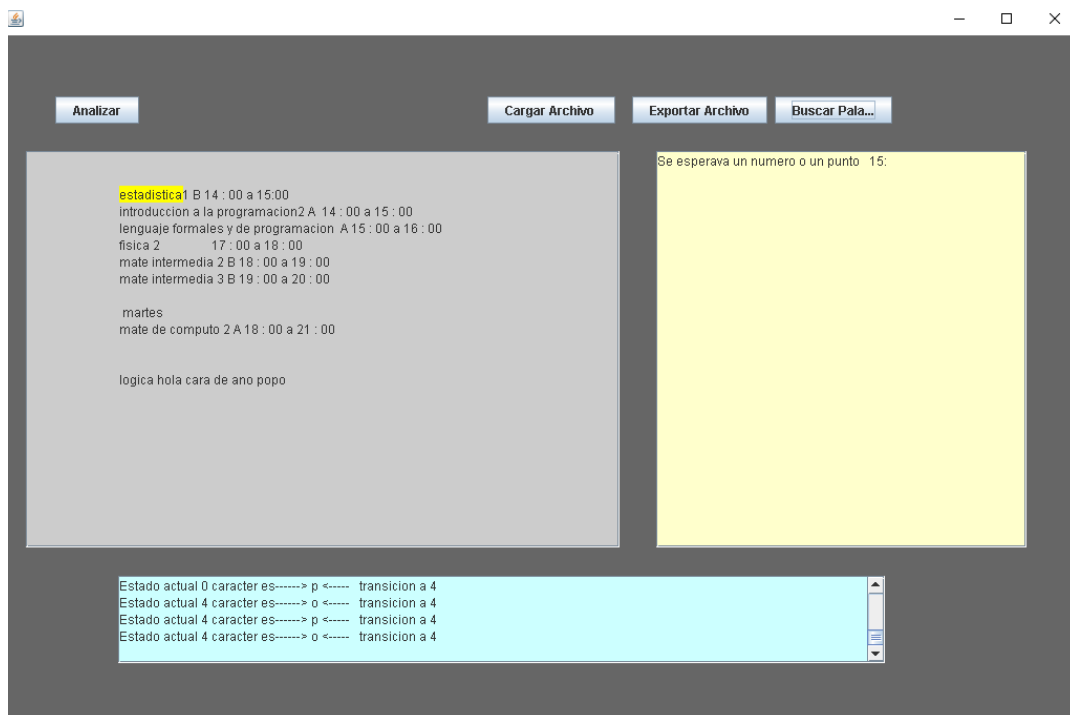 Analizar
Cargar Archivo
Exportar Archivo
Buscar Pala...
estadistica1 B 14 : 00 a 15:00
introduccion a la programacion2 A 14 : 00 a 15 : 00
lenguaje formales y de programacion A 15 : 00 a 16 : 00
fisica 2 17 : 00 a 18 : 00
mate intermedia 2 B 18 : 00 a 19 : 00
mate intermedia 3 B 19 : 00 a 20 : 00
martes
mate de computo 2 A 18 : 00 a 21 : 00
logica hola cara de ano popo
Se esperava un numero o un punto 15:
Estado actual 0 caracter es------> p <----- transicion a 4
Estado actual 4 caracter es------> o <----- transicion a 4
Estado actual 4 caracter es------> p <----- transicion a 4
Estado actual 4 caracter es------> o <----- transicion a 4